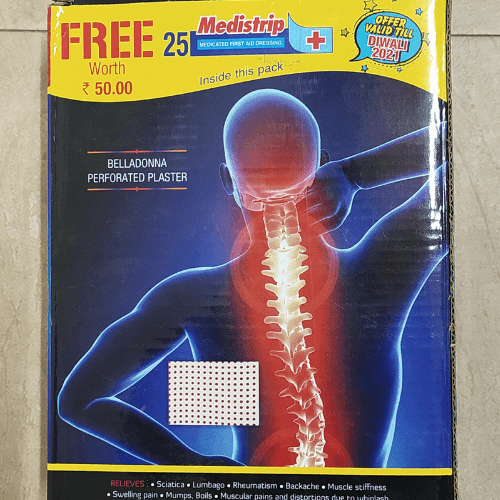 FREE
Worth
₹ 50.00
25 Medistrip
MEDICATED FIRST AID DRESSING
Inside this pack
OFFER
VALID TILL
DIWALI
2021
BELLADONNA
PERFORATED PLASTER
RELIEVES : • Sciatica • Lumbago • Rheumatism • Backache • Muscle stiffness
• Swelling pain • Mumps, Boils • Muscular pains and distortions due to whiplash